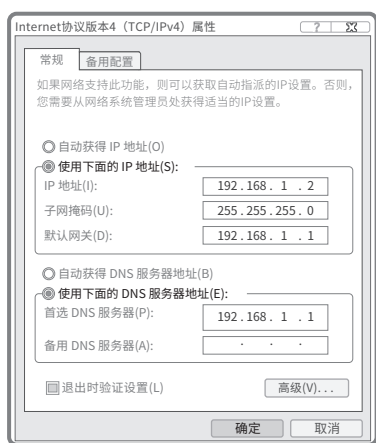 Internet协议版本4（TCP/IPv4）属性
常规 备用配置
如果网络支持此功能，则可以获取自动指派的IP设置。否则，
您需要从网络系统管理员处获得适当的IP设置。
自动获得 IP 地址(O)
使用下面的 IP 地址(S):
IP 地址(I): 192.168. 1 . 2
子网掩码(U): 255.255.255. 0
默认网关(D): 192.168. 1 . 1
自动获得 DNS 服务器地址(B)
使用下面的 DNS 服务器地址(E):
首选 DNS 服务器(P): 192.168. 1 . 1
备用 DNS 服务器(A): . . .
退出时验证设置(L) 高级(V)...
确定 取消